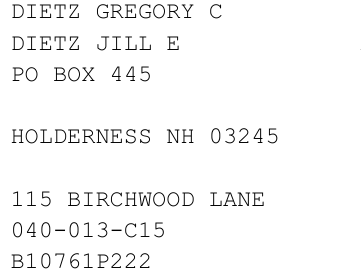 DIETZ GREGORY C
DIETZ JILL E
PO BOX 445
HOLDERNESS NH 03245
115 BIRCHWOOD LANE
040-013-C15
B10761P222